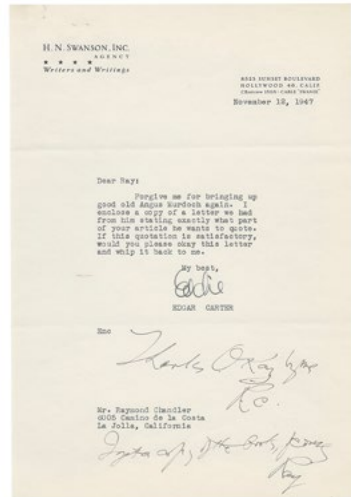 H. N. SWANSON, INC.
AGENCY
★ ★ ★ ★
Writers and Writings
8523 SUNSET BOULEVARD
HOLLYWOOD 46, CALIF
November 12, 1947
Dear Ray:
Forgive me for bringing up
good old Angus Murdoch again. I
enclose a copy of a letter we had
from him stating exactly what part
of your article he wants to quote.
If this quotation is satisfactory,
would you please okay this letter
and whip it back to me.
My best,
Eddie
EDGAR CARTER
Enc
Thanks Okay by me
R.C.
Mr. Raymond Chandler
6005 Camino de la Costa
La Jolla, California
Ray